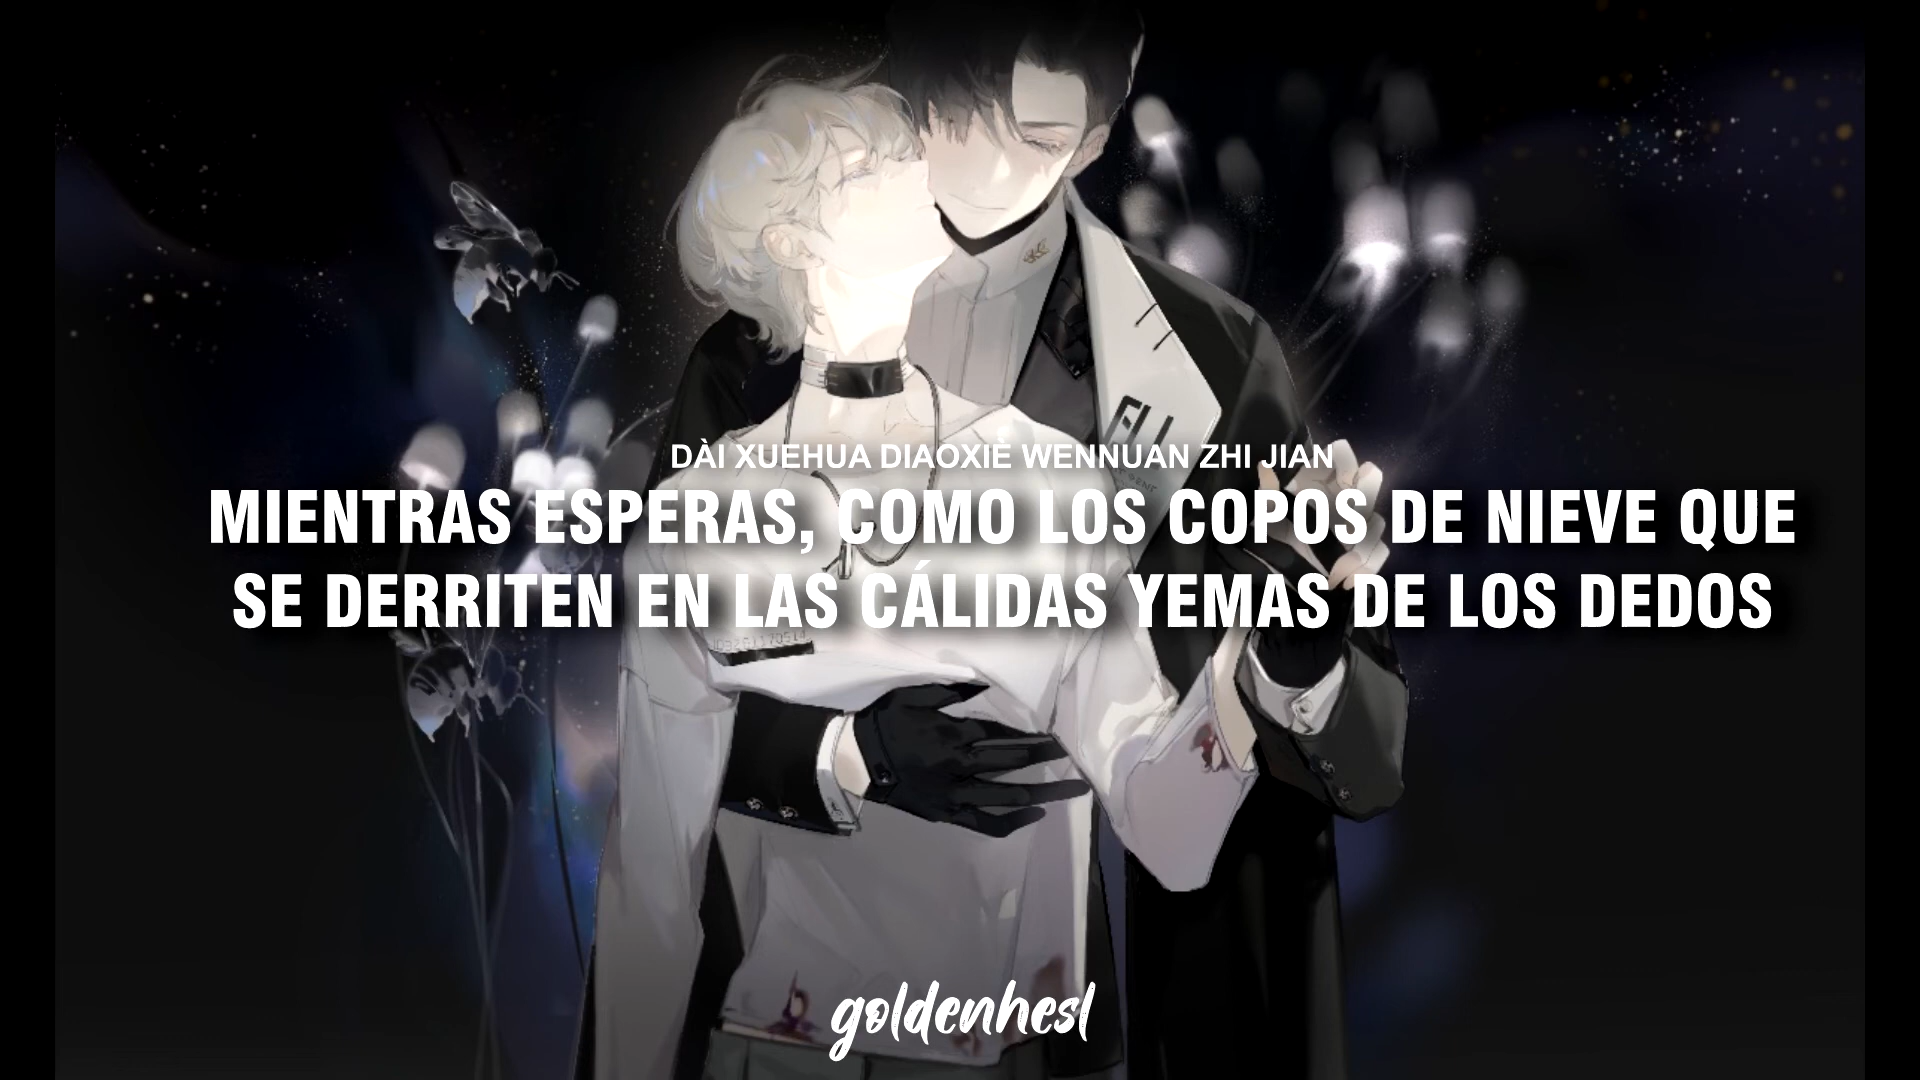 FU
DÀI XUEHUA DIAOXIÈ WENNUAN ZHI JIAN
MIENTRAS ESPERAS, COMO LOS COPOS DE NIEVE QUE
SE DERRITEN EN LAS CÁLIDAS YEMAS DE LOS DEDOS
goldenhesl